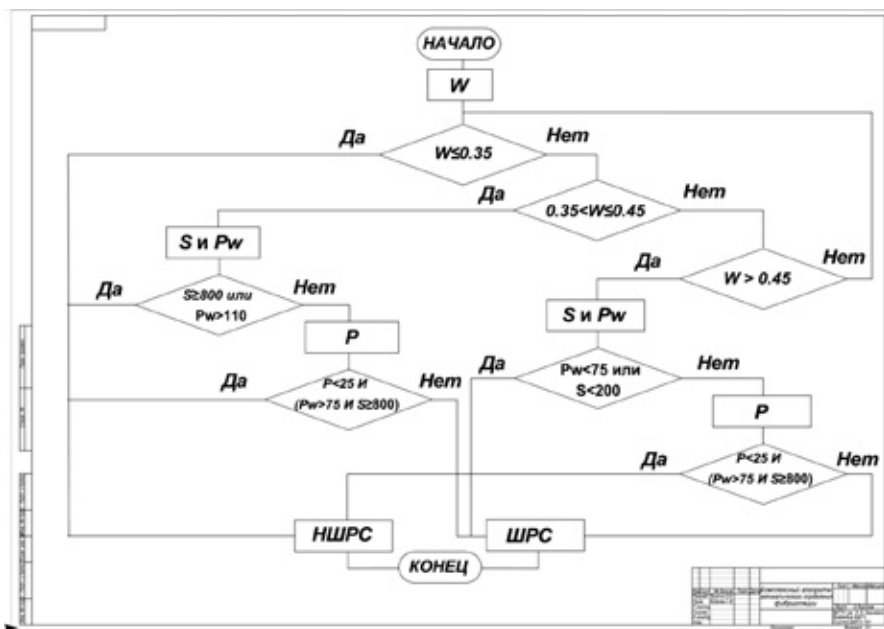 НАЧАЛО
W
Да
Нет
W≤0.35
Да
Нет
0.35<W≤0.45
S и Pw
Да
Нет
W > 0.45
Да
S≥800 или
Pw>110
Нет
S и Pw
P
Да
P<25 И
(Pw>75 И S≥800)
Нет
Да
Pw<75 или
S<200
Нет
P
Да
P<25 И
(Pw>75 И S≥800)
Нет
НШРС
ШРС
КОНЕЦ